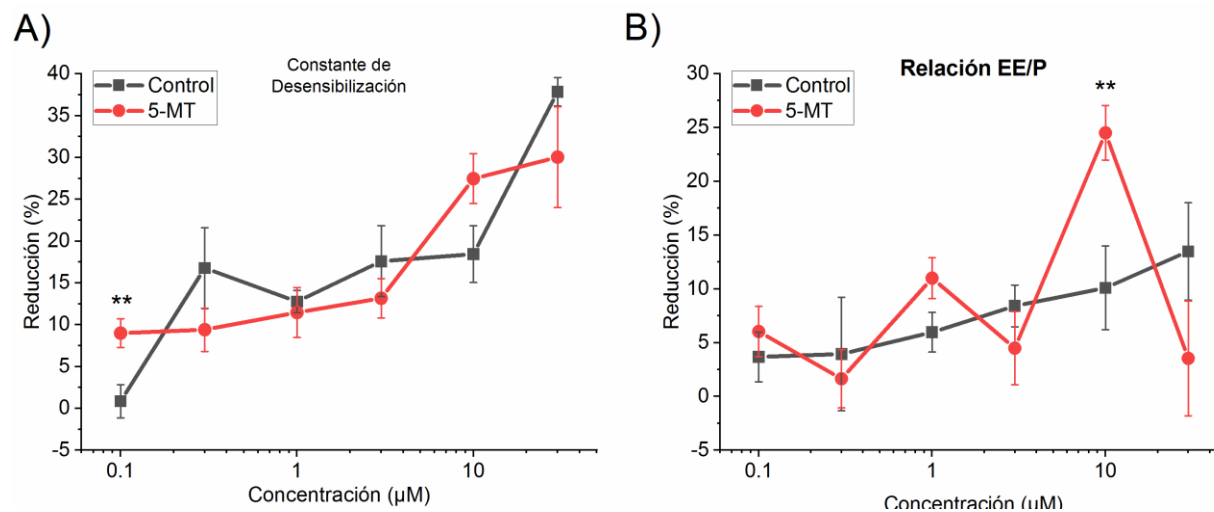 A)
Constante de
Desensibilización
Control
5-MT
Reducción (%)
40
35
30
25
20
15
10
5
0
-5
**
0.1
1
10
Concentración (µM)
B)
Relación EE/P
Control
5-MT
Reducción (%)
30
25
20
15
10
5
0
-5
**
0.1
1
10
Concentración (µM)